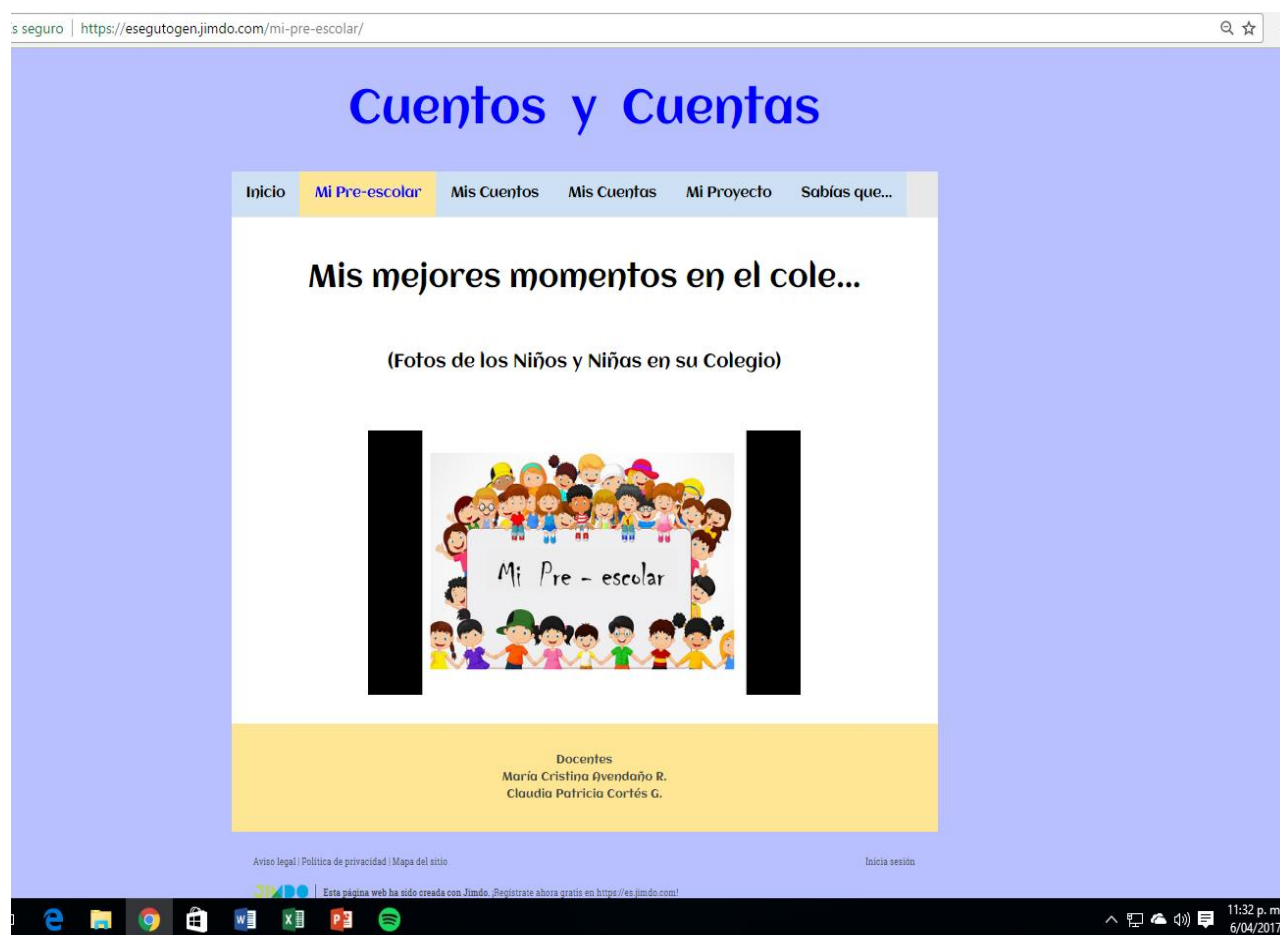 s seguro | https://esegutogen.jimdo.com/mi-pre-escolar/
Cuentos y Cuentas
Inicio Mi Pre-escolar Mis Cuentos Mis Cuentas Mi Proyecto Sabías que...
Mis mejores momentos en el cole...
(Fotos de los Niños y Niñas en su Colegio)
Mi Pre - escolar
Docentes
María Cristina Avendaño R.
Claudia Patricia Cortés G.
Aviso legal | Política de privacidad | Mapa del sitio Inicia sesión
JIMDO | Esta página web ha sido creada con Jimdo. ¡Regístrate ahora gratis en https://es.jimdo.com!
11:32 p. m
6/04/2017